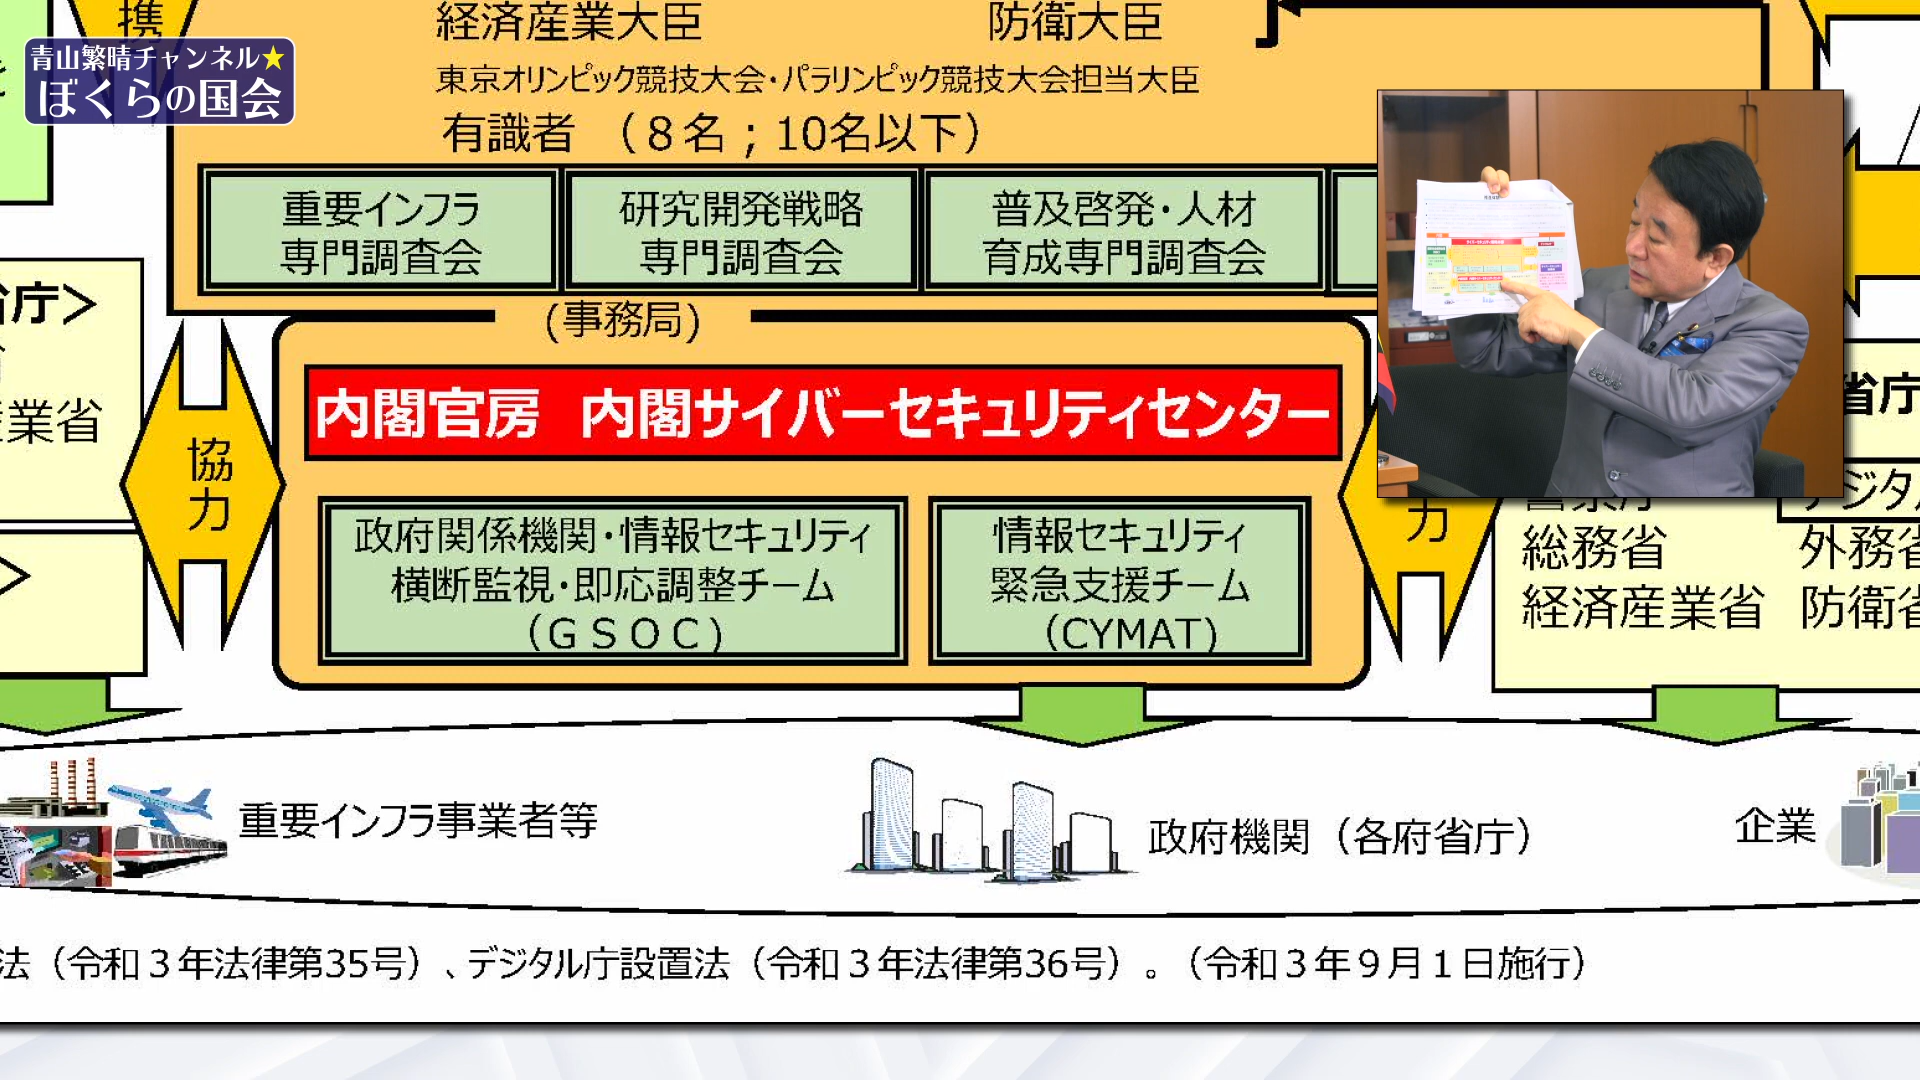 携
青山繁晴チャンネル★
ぼくらの国会
経済産業大臣 防衛大臣
東京オリンピック競技大会・パラリンピック競技大会担当大臣
有識者 （８名；10名以下）
重要インフラ
専門調査会
研究開発戦略
専門調査会
普及啓発・人材
育成専門調査会
(事務局)
省庁＞
業省
協
力
内閣官房 内閣サイバーセキュリティセンター
政府関係機関・情報セキュリティ
横断監視・即応調整チーム
（ＧＳＯＣ）
情報セキュリティ
緊急支援チーム
（CYMAT）
力
省庁
デジタル
総務省 外務省
経済産業省 防衛省
＞
重要インフラ事業者等
政府機関（各府省庁）
企業
法（令和３年法律第35号）、デジタル庁設置法（令和３年法律第36号）。（令和３年９月１日施行）